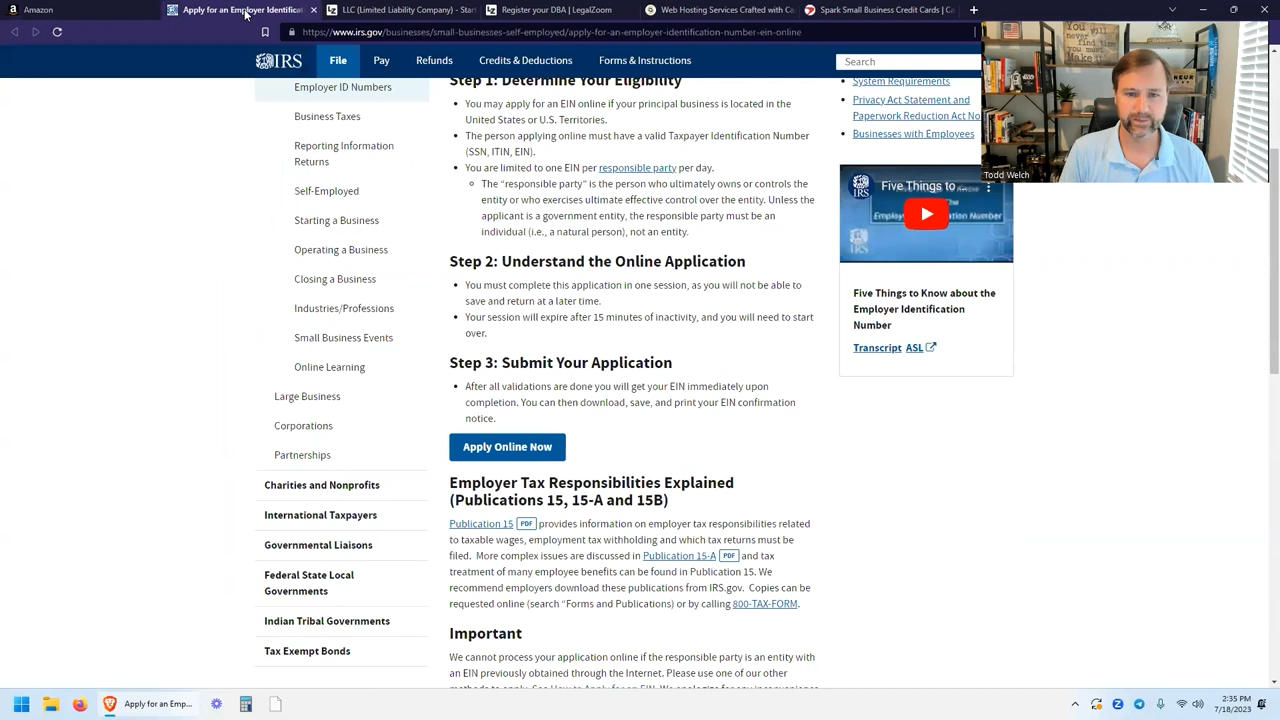 Amazon
Apply for an Employer Identificat
LLC (Limited Liability Company) - Star
Register your DBA | LegalZoom
Web Hosting Services Crafted with Ca
Spark Small Business Credit Cards | Ca
https://www.irs.gov/businesses/small-businesses-self-employed/apply-for-an-employer-identification-number-ein-online
IRS
File
Pay
Refunds
Credits & Deductions
Forms & Instructions
Search
Employer ID Numbers
Business Taxes
Reporting Information
Returns
Self-Employed
Starting a Business
Operating a Business
Closing a Business
Industries/Professions
Small Business Events
Online Learning
Large Business
Corporations
Partnerships
Charities and Nonprofits
International Taxpayers
Governmental Liaisons
Federal State Local
Governments
Indian Tribal Governments
Tax Exempt Bonds
Step 1: Determine Your Eligibility
• You may apply for an EIN online if your principal business is located in the
United States or U.S. Territories.
• The person applying online must have a valid Taxpayer Identification Number
(SSN, ITIN, EIN).
• You are limited to one EIN per responsible party per day.
The "responsible party" is the person who ultimately owns or controls the
entity or who exercises ultimate effective control over the entity. Unless the
applicant is a government entity, the responsible party must be an
individual (i.e., a natural person), not an entity.
Step 2: Understand the Online Application
• You must complete this application in one session, as you will not be able to
save and return at a later time.
• Your session will expire after 15 minutes of inactivity, and you will need to start
over.
Step 3: Submit Your Application
• After all validations are done you will get your EIN immediately upon
completion. You can then download, save, and print your EIN confirmation
notice.
Apply Online Now
Employer Tax Responsibilities Explained
(Publications 15, 15-A and 15B)
Publication 15 PDF provides information on employer tax responsibilities related
to taxable wages, employment tax withholding and which tax returns must be
filed. More complex issues are discussed in Publication 15-A PDF and tax
treatment of many employee benefits can be found in Publication 15. We
recommend employers download these publications from IRS.gov. Copies can be
requested online (search "Forms and Publications) or by calling 800-TAX-FORM.
Important
We cannot process your application online if the responsible party is an entity with
an EIN previously obtained through the Internet. Please use one of our other
System Requirements
• Privacy Act Statement and
Paperwork Reduction Act No
• Businesses with Employees
Five Things to ...
The
Employer Identification Number
Five Things to Know about the
Employer Identification
Number
Transcript ASL
Todd Welch
Apply for an Emp...
2:35 PM
7/18/2023